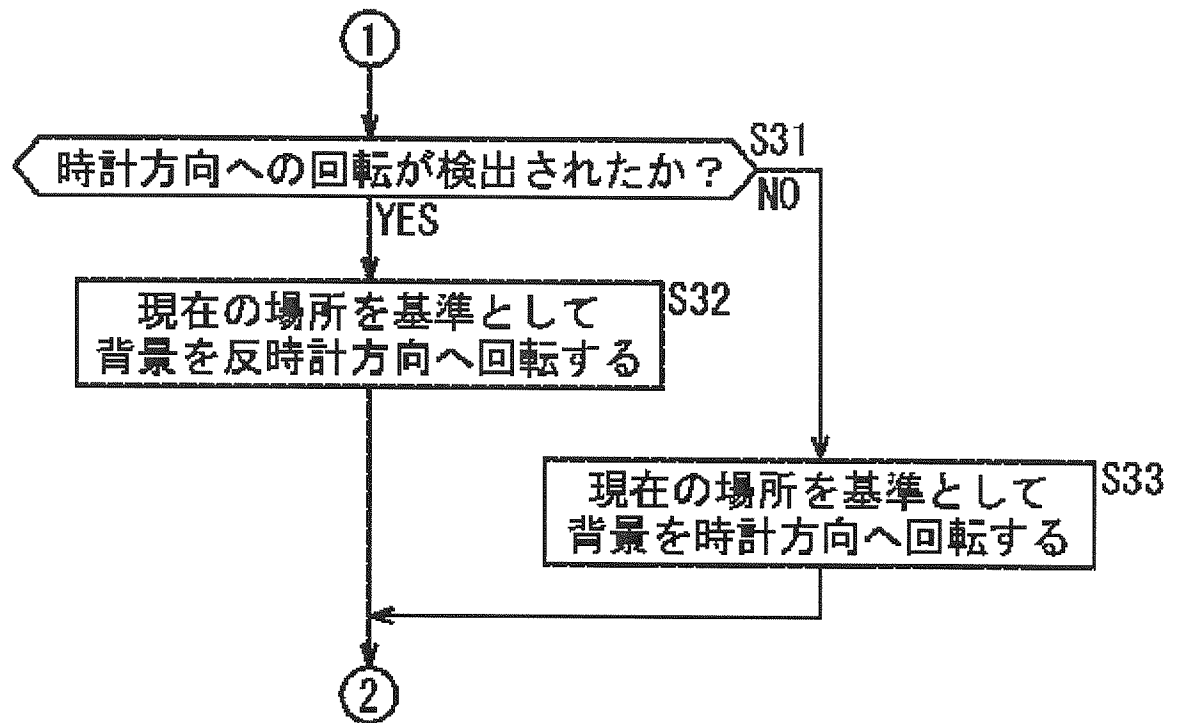 1
時計方向への回転が検出されたか?
S31
NO
YES
現在の場所を基準として
背景を反時計方向へ回転する
S32
現在の場所を基準として
背景を時計方向へ回転する
S33
2